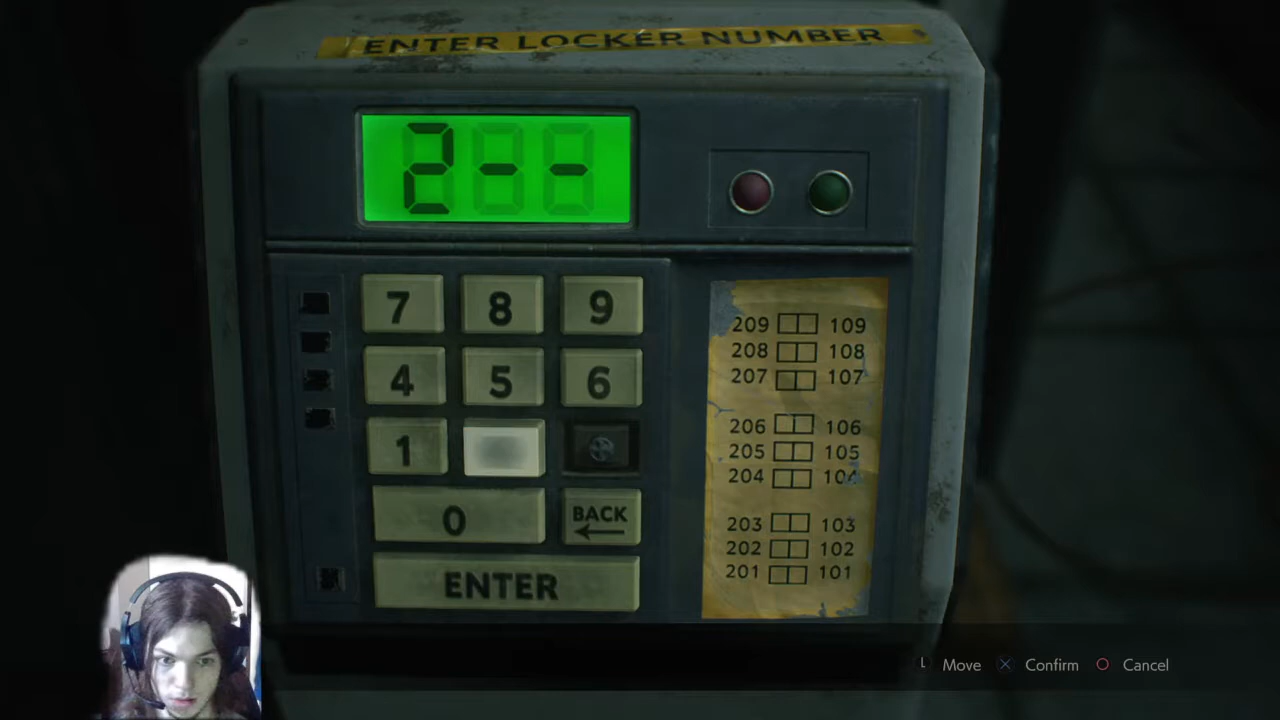 ENTER LOCKER NUMBER
2--
7 8 9
4 5 6
1
0 BACK
ENTER
209 109
208 108
207 107
206 106
205 105
204 104
203 103
202 102
201 101
L Move Confirm Cancel